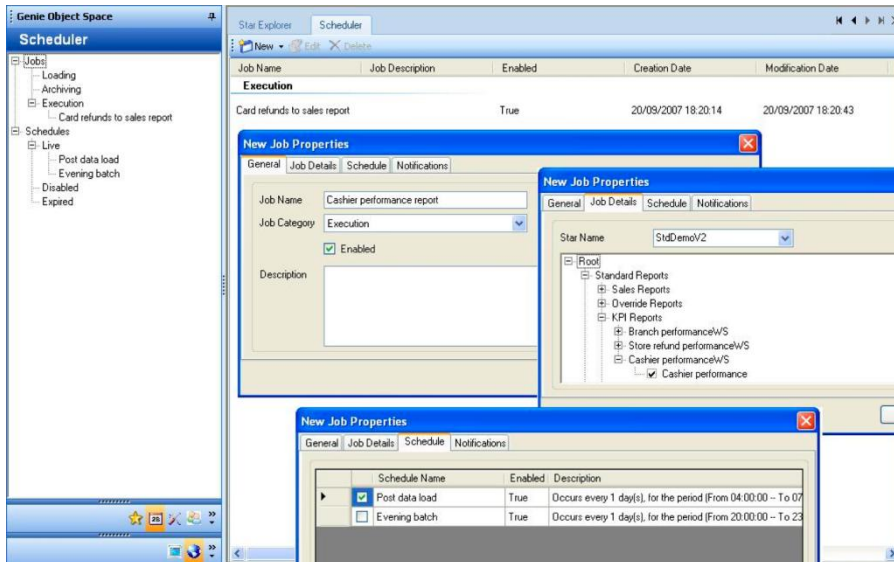 Genie Object Space
Scheduler
Jobs
Loading
Archiving
Execution
Card refunds to sales report
Schedules
Live
Post data load
Evening batch
Disabled
Expired
Star Explorer Scheduler
New Edit Delete
Job Name Job Description Enabled Creation Date Modification Date
Execution
Card refunds to sales report True 20/09/2007 18:20:14 20/09/2007 18:20:43
New Job Properties
General Job Details Schedule Notifications
Job Name Cashier performance report
Job Category Execution
Enabled
Description
New Job Properties
General Job Details Schedule Notifications
Star Name StdDemoV2
Root
Standard Reports
Sales Reports
Override Reports
KPI Reports
Branch performanceWS
Store refund performanceWS
Cashier performanceWS
Cashier performance
New Job Properties
General Job Details Schedule Notifications
Schedule Name Enabled Description
Post data load True Occurs every 1 day(s), for the period (From 04:00:00 -- To 07
Evening batch True Occurs every 1 day(s), for the period (From 20:00:00 -- To 23